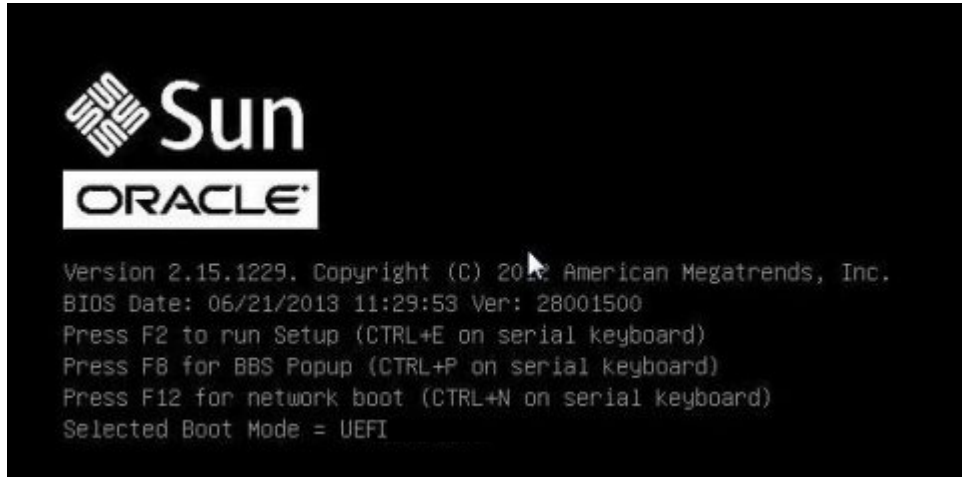 Sun
ORACLE
Version 2.15.1229. Copyright (C) 2012 American Megatrends, Inc.
BIOS Date: 06/21/2013 11:29:53 Ver: 28001500
Press F2 to run Setup (CTRL+E on serial keyboard)
Press F8 for BBS Popup (CTRL+P on serial keyboard)
Press F12 for network boot (CTRL+N on serial keyboard)
Selected Boot Mode = UEFI